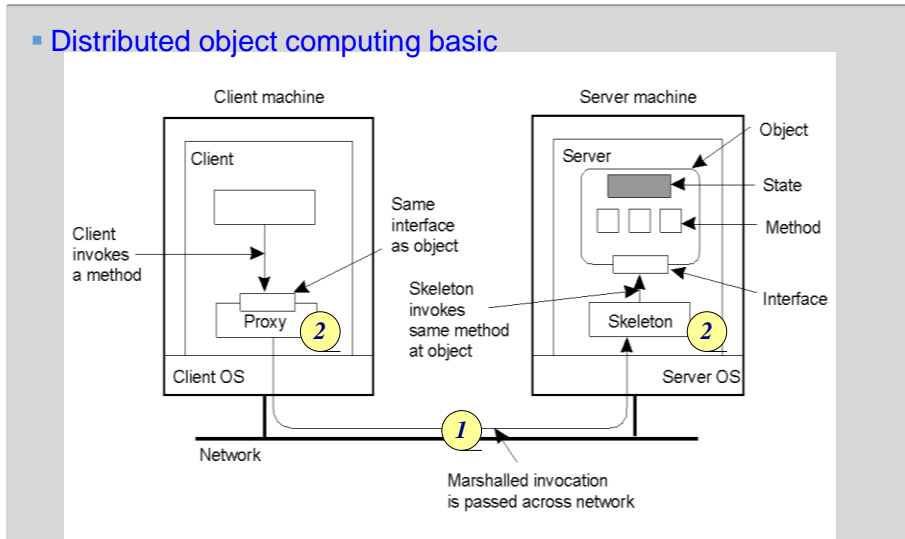 Distributed object computing basic
Client machine
Server machine
Object
Client
Server
State
Same
interface
as object
Method
Client
invokes
a method
Skeleton
invokes
same method
at object
Interface
Proxy
2
Skeleton
2
Client OS
Server OS
1
Network
Marshalled invocation
is passed across network